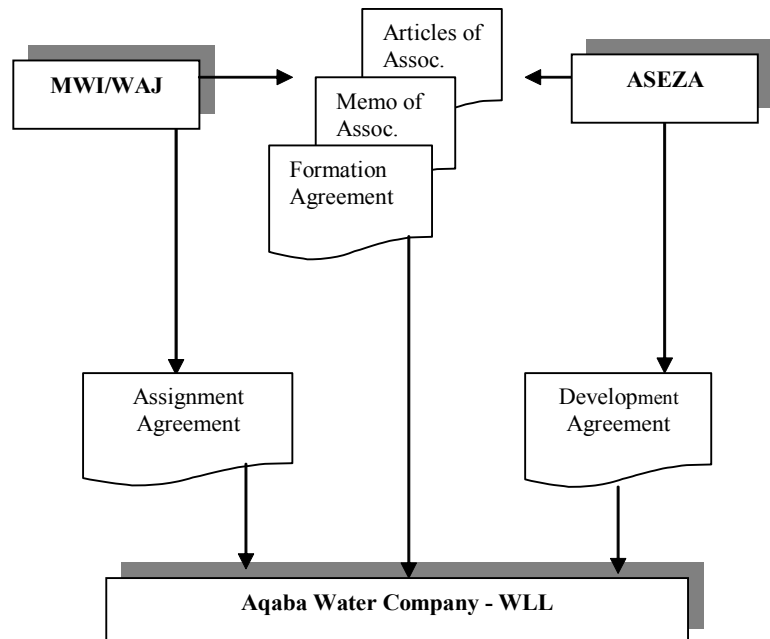 Articles of
Assoc.
MWI/WAJ
ASEZA
Memo of
Assoc.
Formation
Agreement
Assignment
Agreement
Development
Agreement
Aqaba Water Company - WLL